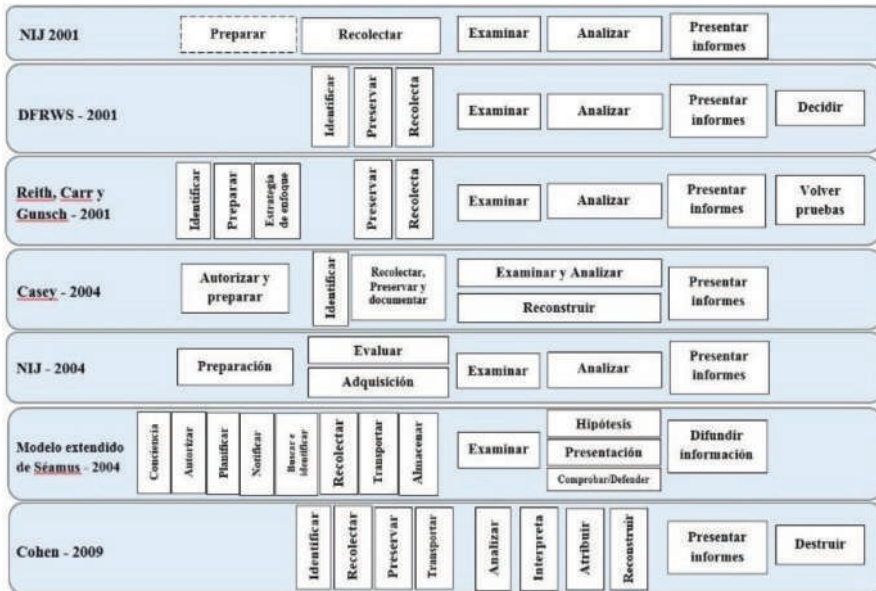 NIJ 2001
Preparar
Recolectar
Examinar
Analizar
Presentar
informes
DFRWS - 2001
Identificar
Preservar
Recolecta
Examinar
Analizar
Presentar
informes
Decidir
Reith, Carr y
Gunsch - 2001
Identificar
Preparar
Estrategia
de enfoque
Preservar
Recolecta
Examinar
Analizar
Presentar
informes
Volver
pruebas
Casey - 2004
Autorizar y
preparar
Identificar
Recolectar,
Preservar y
documentar
Examinar y Analizar
Reconstruir
Presentar
informes
NIJ - 2004
Preparación
Evaluar
Adquisición
Examinar
Analizar
Presentar
informes
Modelo extendido
de Séamus - 2004
Conciencia
Autorizar
Planificar
Notificar
Buscar e
identificar
Recolectar
Transportar
Almacenar
Examinar
Hipótesis
Presentación
Comprobar/Defender
Difundir
información
Cohen - 2009
Identificar
Recolectar
Preservar
Transportar
Analizar
Interpreta
Atribuir
Reconstruir
Presentar
informes
Destruir